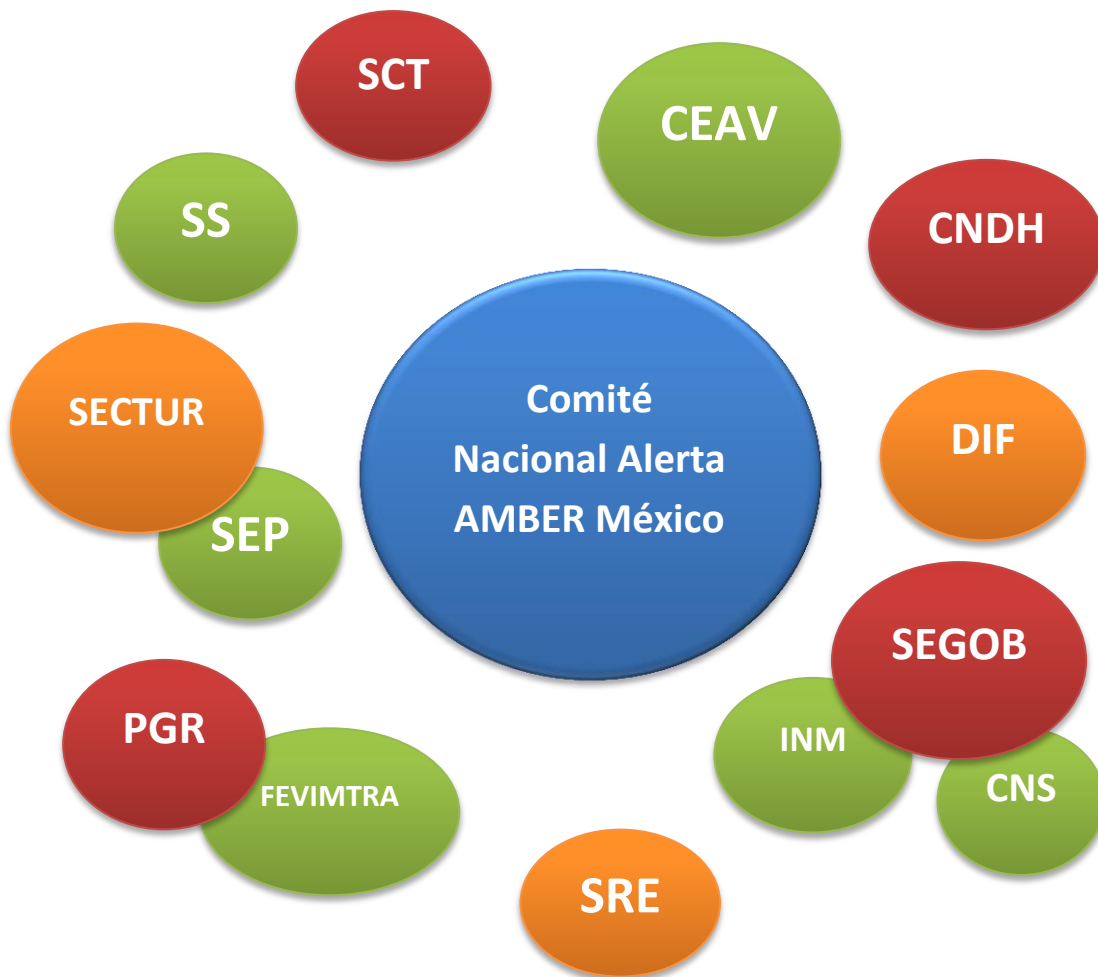 SCT
CEAV
SS
CNDH
SECTUR
Comité
Nacional Alerta
AMBER México
DIF
SEP
SEGOB
PGR
INM
FEVIMTRA
CNS
SRE